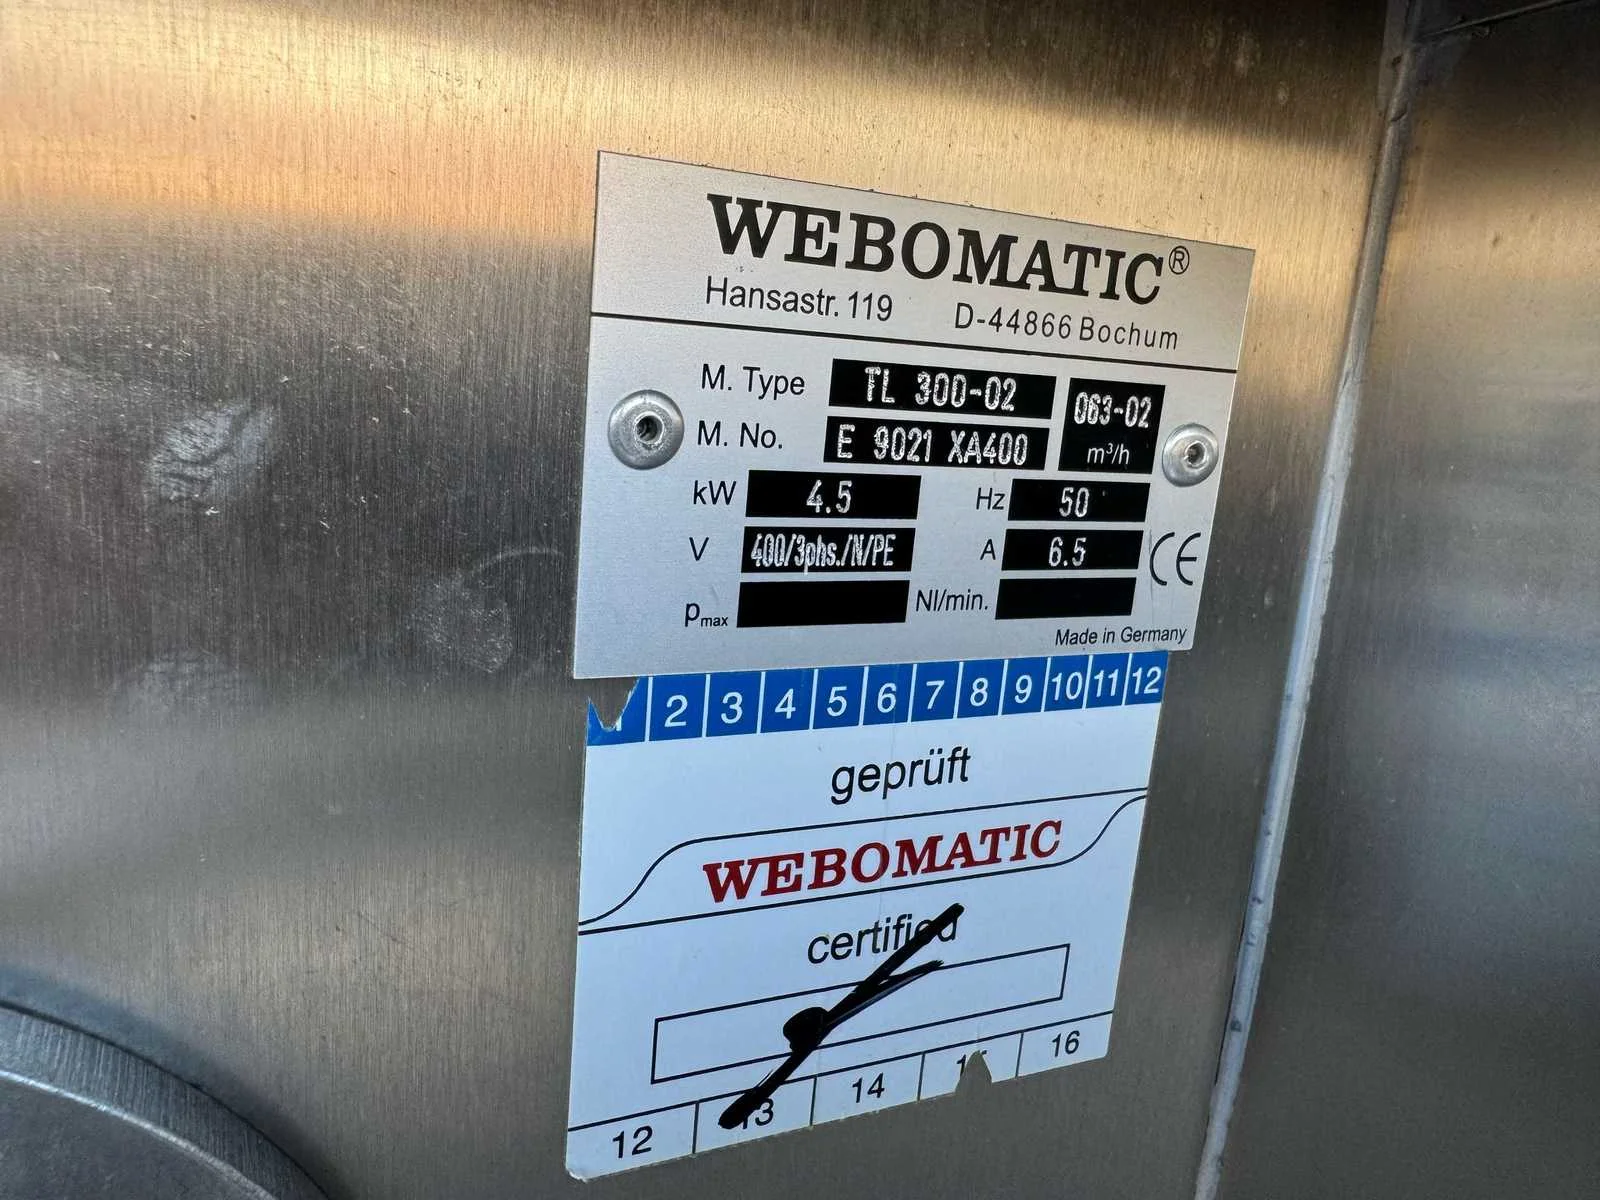 WEBOMATIC®
Hansastr. 119 D-44866 Bochum
M. Type TL 300-02 063-02
M. No. E 9021 XA400 m³/h
kW 4.5 Hz 50
V 400/3phs./N/PE A 6.5 CE
pmax Nl/min.
Made in Germany
1 2 3 4 5 6 7 8 9 10 11 12
geprüft
WEBOMATIC
certified
12 13 14 16